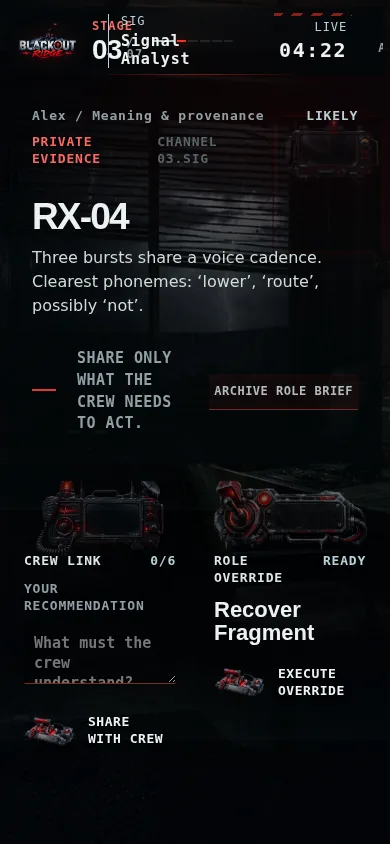 BLACKOUT
RIDGE
STAGE
03
SIG
Signal
Analyst
LIVE
04:22
Alex / Meaning & provenance
LIKELY
PRIVATE
EVIDENCE
CHANNEL
03.SIG
RX-04
Three bursts share a voice cadence.
Clearest phonemes: ‘lower’, ‘route’,
possibly ‘not’.
SHARE ONLY
WHAT THE
CREW NEEDS
TO ACT.
ARCHIVE ROLE BRIEF
CREW LINK
0/6
YOUR
RECOMMENDATION
What must the
crew
understand?
SHARE
WITH CREW
ROLE
OVERRIDE
READY
Recover
Fragment
EXECUTE
OVERRIDE